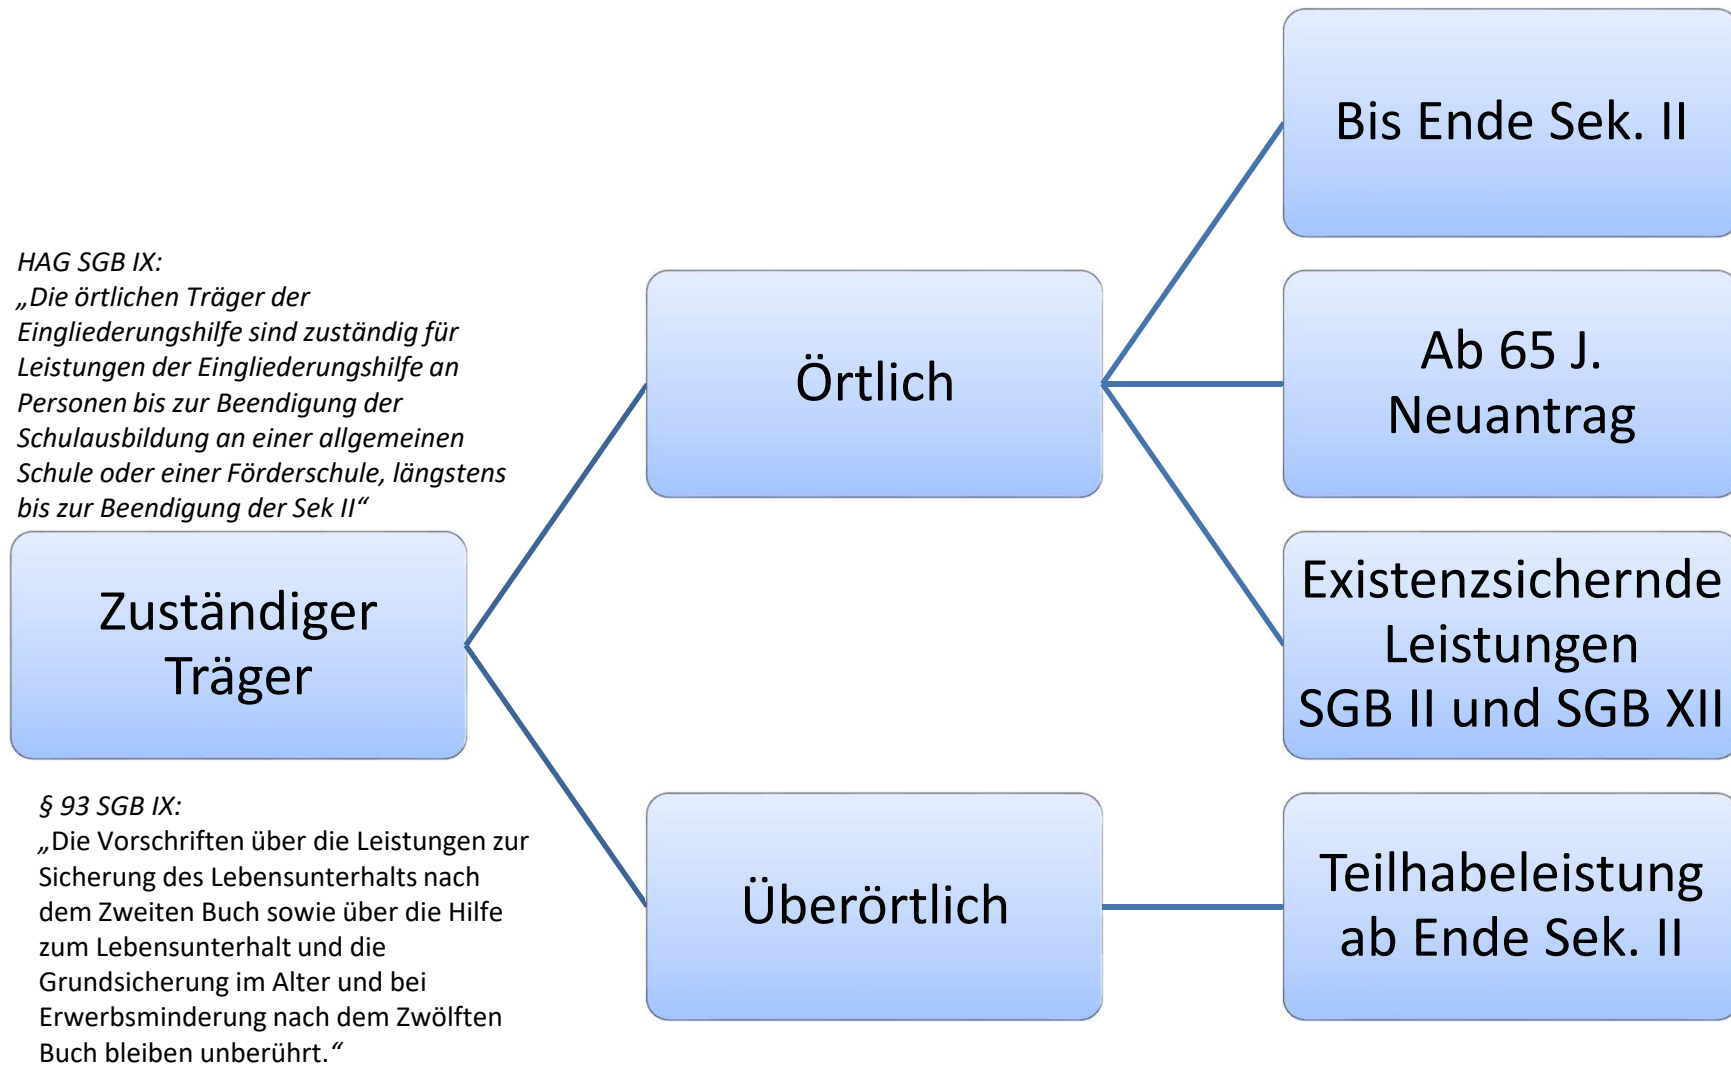 HAG SGB IX:
„Die örtlichen Träger der
Eingliederungshilfe sind zuständig für
Leistungen der Eingliederungshilfe an
Personen bis zur Beendigung der
Schulausbildung an einer allgemeinen
Schule oder einer Förderschule, längstens
bis zur Beendigung der Sek II“
Zuständiger
Träger
§ 93 SGB IX:
„Die Vorschriften über die Leistungen zur
Sicherung des Lebensunterhalts nach
dem Zweiten Buch sowie über die Hilfe
zum Lebensunterhalt und die
Grundsicherung im Alter und bei
Erwerbsminderung nach dem Zwölften
Buch bleiben unberührt.“
Örtlich
Überörtlich
Bis Ende Sek. II
Ab 65 J.
Neuantrag
Existenzsichernde
Leistungen
SGB II und SGB XII
Teilhabeleistung
ab Ende Sek. II